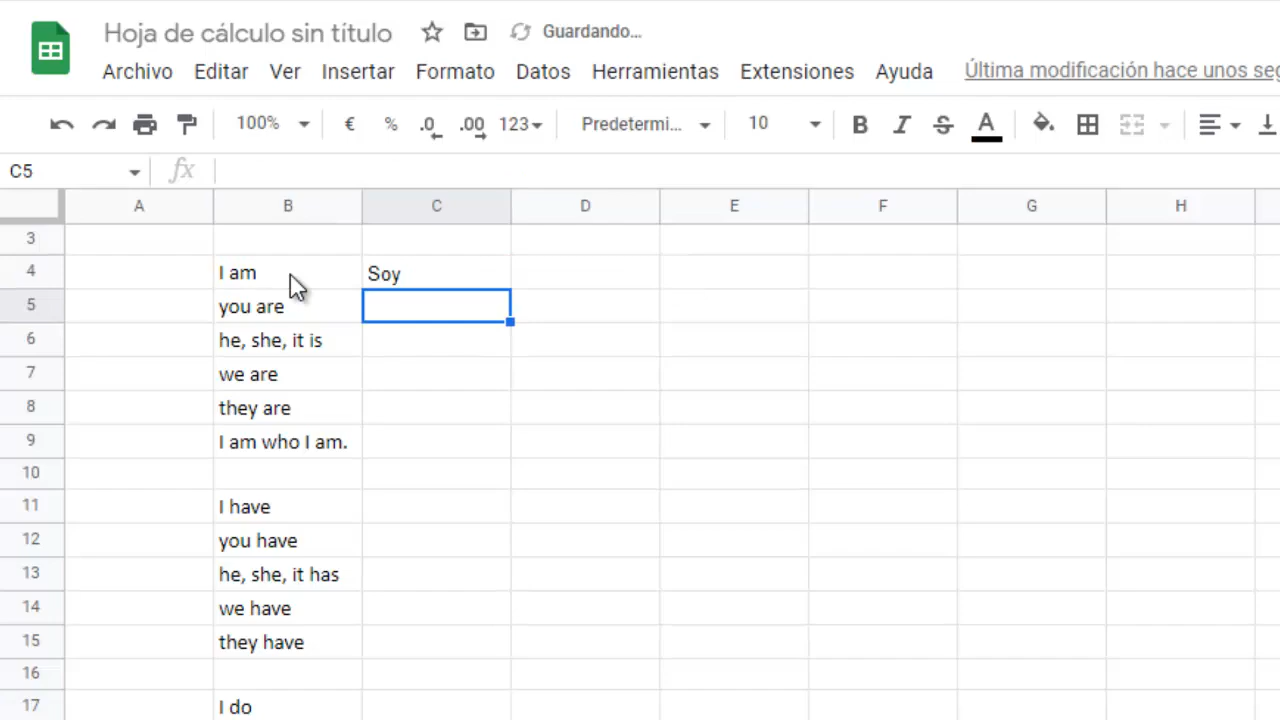 Hoja de cálculo sin título Guardando...
Archivo Editar Ver Insertar Formato Datos Herramientas Extensiones Ayuda Última modificación hace unos seg
100% € % .0 .00 123 Predetermi... 10 B I S A
C5 fx
A B C D E F G H
3
4 I am Soy
5 you are
6 he, she, it is
7 we are
8 they are
9 I am who I am.
10
11 I have
12 you have
13 he, she, it has
14 we have
15 they have
16
17 I do